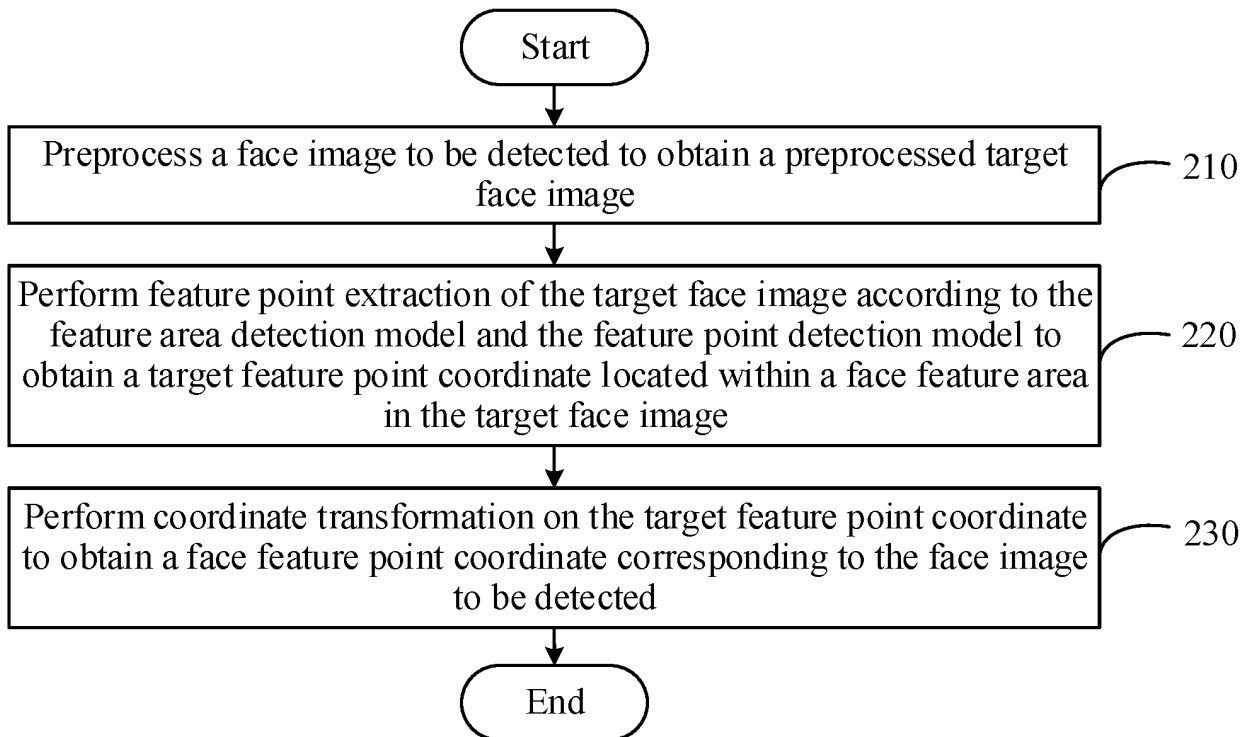 Start
Preprocess a face image to be detected to obtain a preprocessed target
face image
210
Perform feature point extraction of the target face image according to the
feature area detection model and the feature point detection model to
obtain a target feature point coordinate located within a face feature area
in the target face image
220
Perform coordinate transformation on the target feature point coordinate
to obtain a face feature point coordinate corresponding to the face image
to be detected
230
End